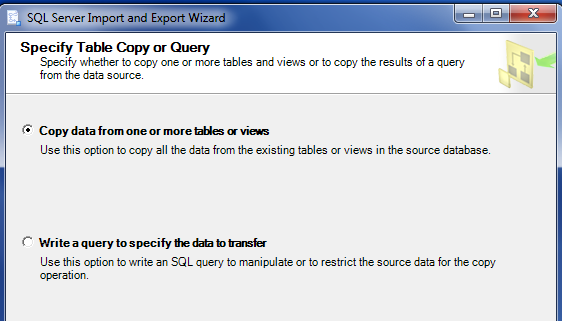 SQL Server Import and Export Wizard
Specify Table Copy or Query
Specify whether to copy one or more tables and views or to copy the results of a query
from the data source.
Copy data from one or more tables or views
Use this option to copy all the data from the existing tables or views in the source database.
Write a query to specify the data to transfer
Use this option to write an SQL query to manipulate or to restrict the source data for the copy
operation.